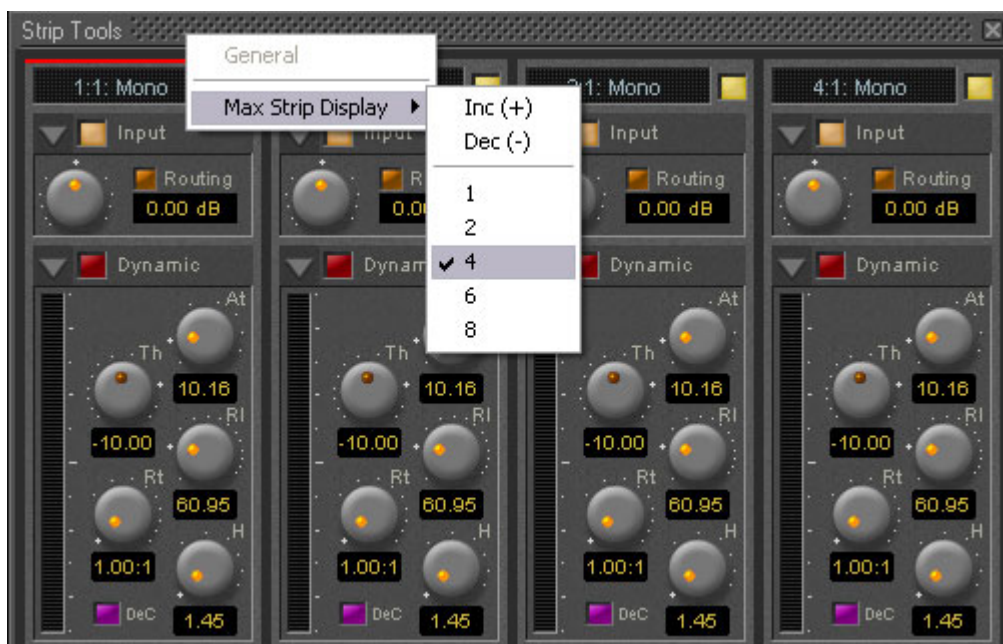 Strip Tools
General
Max Strip Display
Inc (+)
Dec (-)
1
2
4
6
8
1:1: Mono
:1: Mono
4:1: Mono
Input
Input
Input
Input
Routing
R
Routing
Routing
0.00 dB
0.0
0.00 dB
0.00 dB
Dynamic
Dynam
Dynamic
Dynamic
At
At
At
Th
Th
Th
10.16
10.16
10.16
10.16
Rl
Rl
Rl
Rl
-10.00
-10.00
-10.00
-10.00
Rt
Rt
Rt
Rt
60.95
60.95
60.95
60.95
H
H
H
H
1.00:1
1.00:1
1.00:1
1.00:1
DeC
DeC
DeC
DeC
1.45
1.45
1.45
1.45